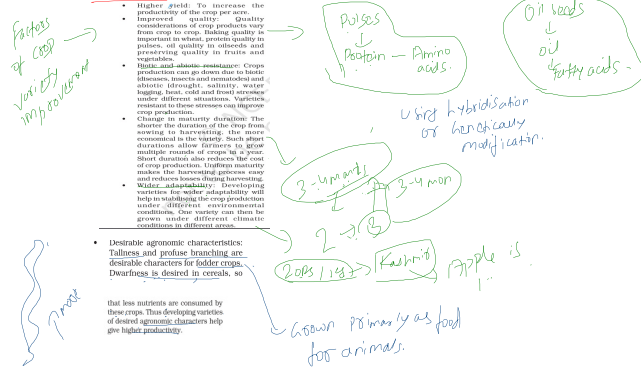 • Higher yield: To increase the
productivity of the crop per acre.
• Improved quality: Quality
considerations of crop products vary
from crop to crop. Baking quality is
important in wheat, protein quality in
pulses, oil quality in oilseeds and
preserving quality in fruits and
vegetables.
• Biotic and abiotic resistance: Crops
production can go down due to biotic
(diseases, insects and nematodes) and
abiotic (drought, salinity, water
logging, heat, cold and frost) stresses
under different situations. Varieties
resistant to these stresses can improve
crop production.
• Change in maturity duration: The
shorter the duration of the crop from
sowing to harvesting, the more
economical is the variety. Such short
durations allow farmers to grow
multiple rounds of crops in a year.
Short duration also reduces the cost
of crop production. Uniform maturity
makes the harvesting process easy
and reduces losses during harvesting.
• Wider adaptability: Developing
varieties for wider adaptability will
help in stabilising the crop production
under different environmental
conditions. One variety can then be
grown under different climatic
conditions in different areas.
• Desirable agronomic characteristics:
Tallness and profuse branching are
desirable characters for fodder crops.
Dwarfness is desired in cereals, so
that less nutrients are consumed by
these crops. Thus developing varieties
of desired agronomic characters help
give higher productivity.
Factors
of crop
variety
improvement
Pulses
Protein — Amino
acids.
Oil seeds
oil
Fatty acids.
Using hybridisation
or Genetically
modification.
3-4
3-4 mon
2 → 3
Kashmir
Apple is
Grown primarily as food
for animals.